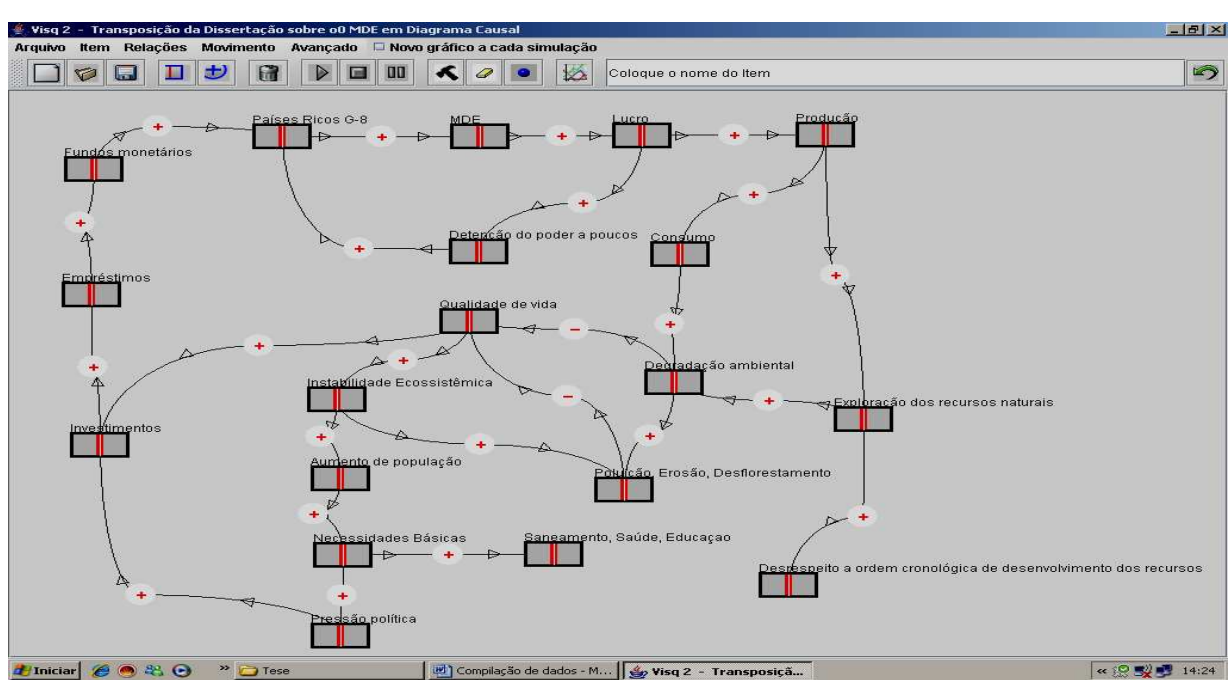 Visq 2 - Transposição da Dissertação sobre o0 MDE em Diagrama Causal
Arquivo Item Relações Movimento Avançado Novo gráfico a cada simulação
Coloque o nome do Item
Países Ricos G-8
MDE
Lucro
Produção
Fundos monetários
Detenção do poder a poucos
Consumo
Empréstimos
Qualidade de vida
Degradação ambiental
Instabilidade Ecossistêmica
Exploração dos recursos naturais
Investimentos
Aumento de população
Poluição, Erosão, Desflorestamento
Necessidades Básicas
Saneamento, Saúde, Educaçao
Desrespeito a ordem cronológica de desenvolvimento dos recursos
Pressão política
Iniciar » Tese Compilação de dados - M... Visq 2 - Transposiçã... « 14:24